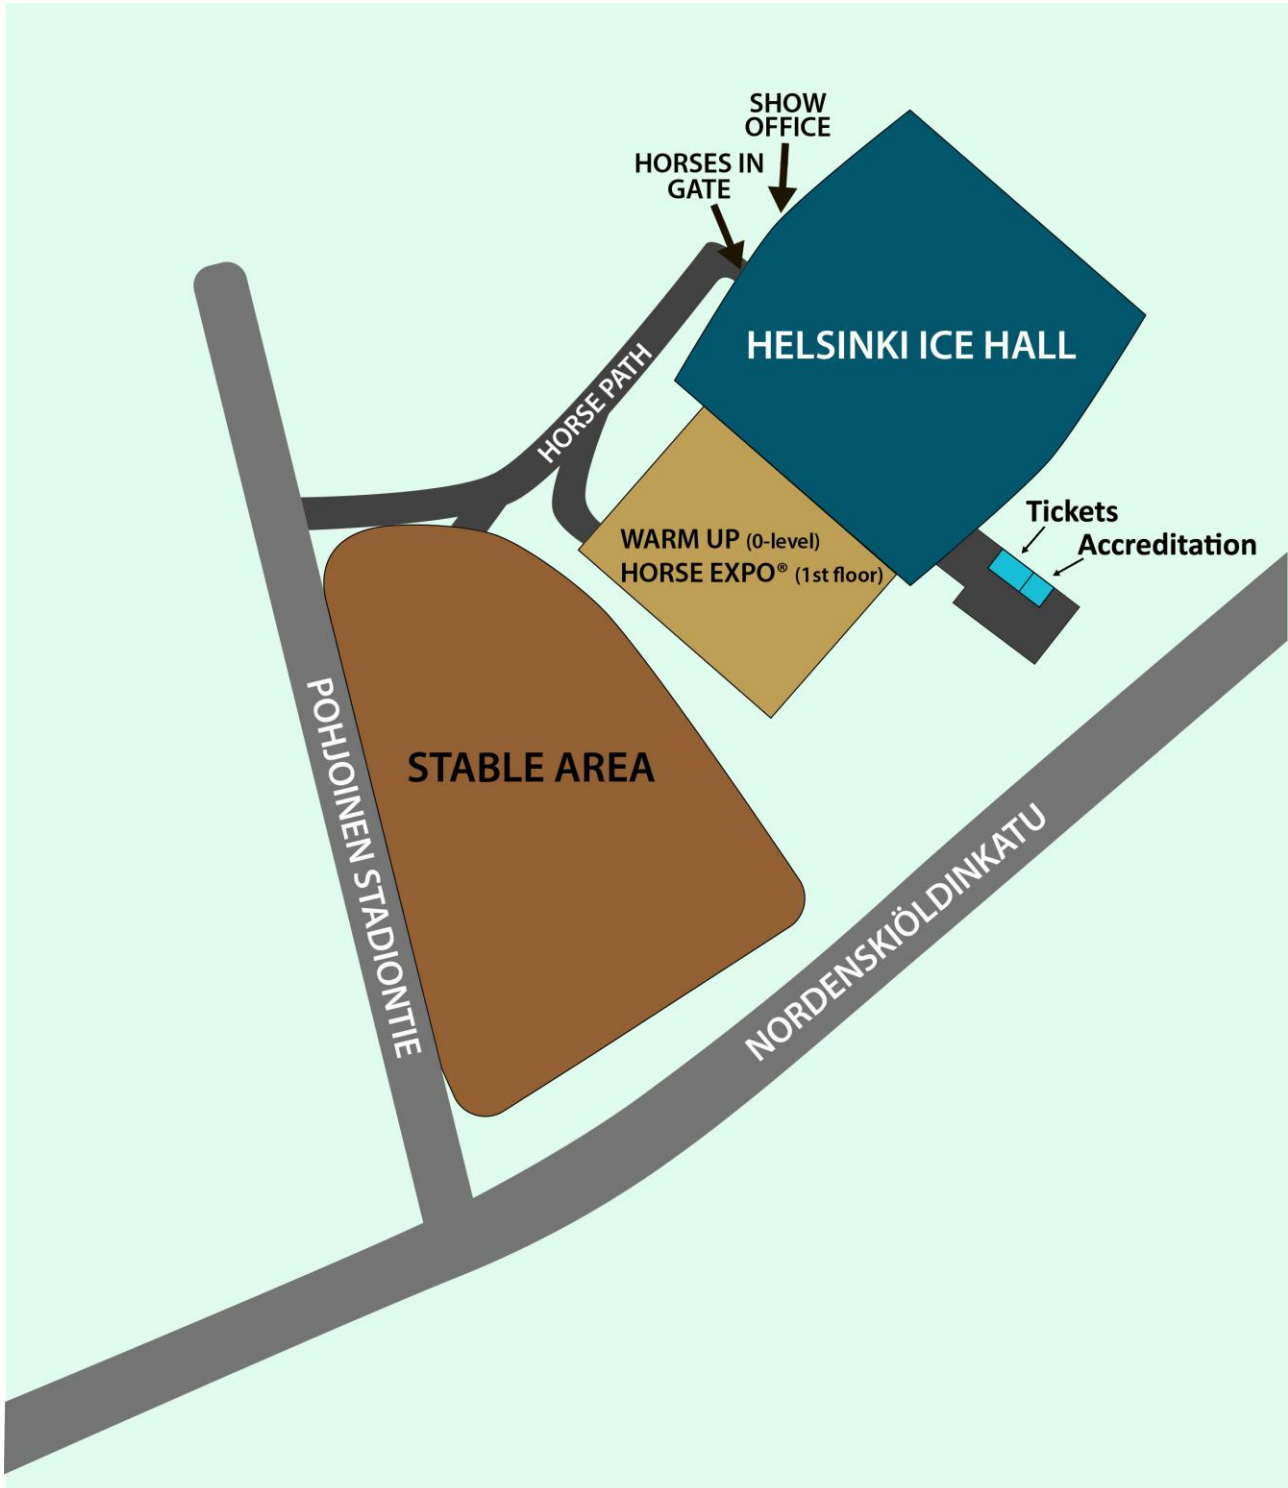 SHOW
OFFICE
HORSES IN
GATE
HELSINKI ICE HALL
HORSE PATH
Tickets
Accreditation
WARM UP (0-level)
HORSE EXPO® (1st floor)
STABLE AREA
POHJOINEN STADIONTIE
NORDENSKIÖLDINKATU